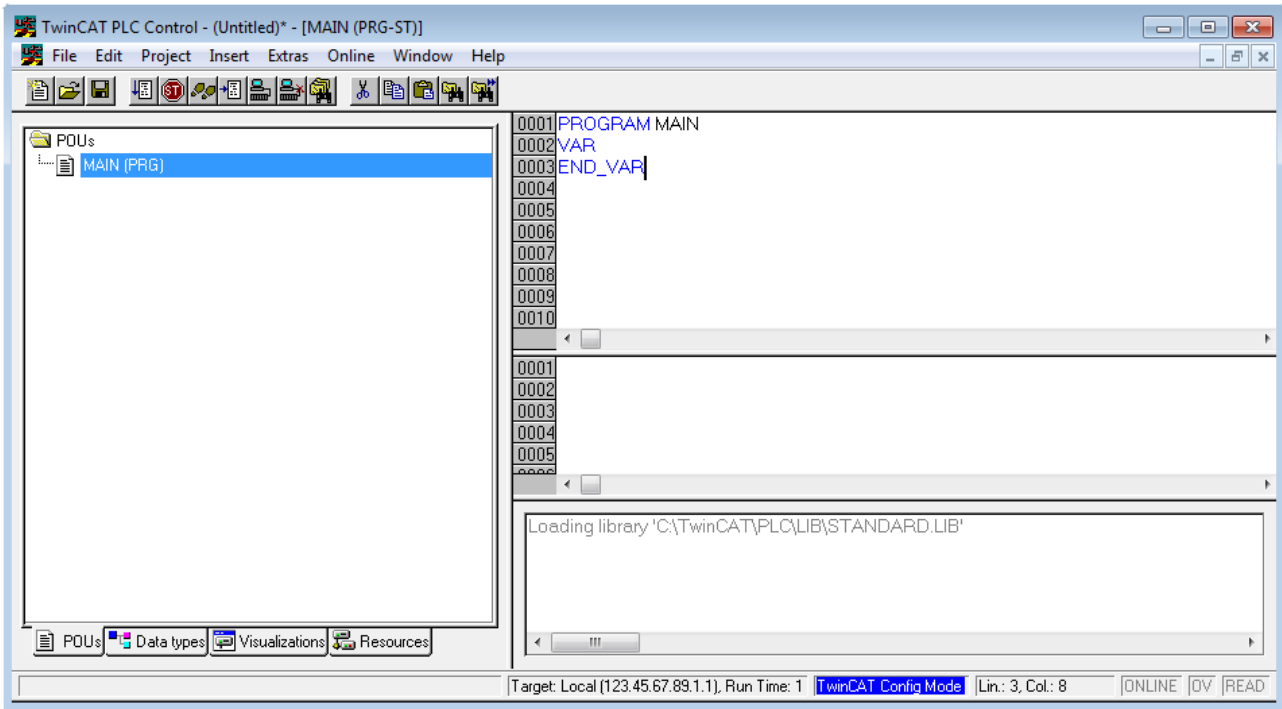 TwinCAT PLC Control - (Untitled)* - [MAIN (PRG-ST)]
File Edit Project Insert Extras Online Window Help
POUs
MAIN (PRG)
0001 PROGRAM MAIN
0002 VAR
0003 END_VAR
0004
0005
0006
0007
0008
0009
0010
0001
0002
0003
0004
0005
Loading library 'C:\TwinCAT\PLC\LIB\STANDARD.LIB'
POUs Data types Visualizations Resources
Target: Local (123.45.67.89.1.1), Run Time: 1 TwinCAT Config Mode Lin.: 3, Col.: 8 ONLINE OV READ